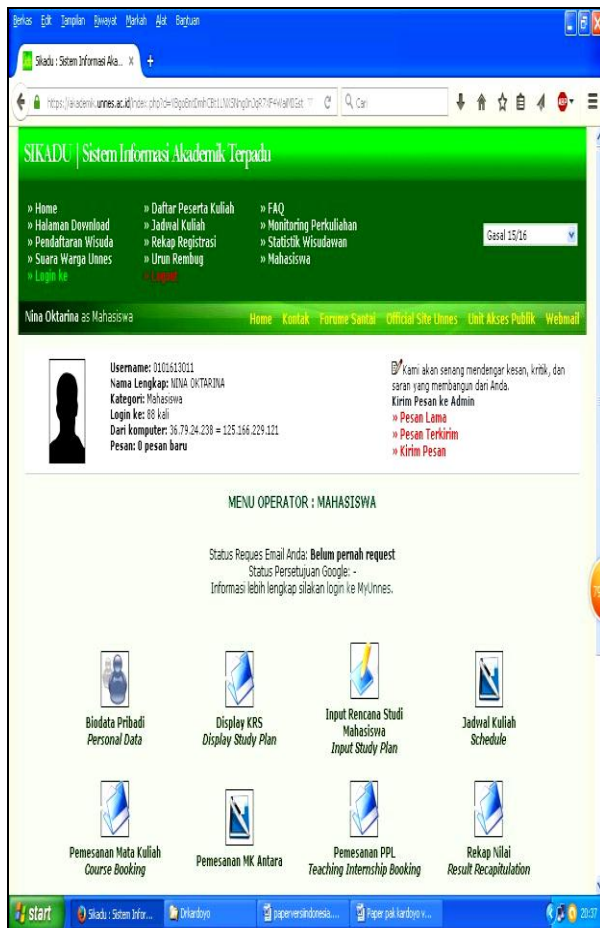 Berkas Edit Tampilan Riwayat Markah Alat Bantuan
Sikadu : Sistem Informasi Aka... × +
Cari
SIKADU | Sistem Informasi Akademik Terpadu
» Home » Daftar Peserta Kuliah » FAQ
» Halaman Download » Jadwal Kuliah » Monitoring Perkuliahan
» Pendaftaran Wisuda » Rekap Registrasi » Statistik Wisudawan
» Suara Warga Unnes » Urun Rembug » Mahasiswa
» Login ke » Logout
Gasal 15/16
Nina Oktarina as Mahasiswa
Home Kontak Forume Santai Official Site Unnes Unit Akses Publik Webmail
Username: 0101613011
Nama Lengkap: NINA OKTARINA
Kategori: Mahasiswa
Login ke: 88 kali
Dari komputer: 36.79.24.238 = 125.166.229.121
Pesan: 0 pesan baru
Kami akan senang mendengar kesan, kritik, dan
saran yang membangun dari Anda.
Kirim Pesan ke Admin
» Pesan Lama
» Pesan Terkirim
» Kirim Pesan
MENU OPERATOR : MAHASISWA
Status Reques Email Anda: Belum pernah request
Status Persetujuan Google: -
Informasi lebih lengkap silakan login ke MyUnnes.
Biodata Pribadi
Personal Data
Display KRS
Display Study Plan
Input Rencana Studi
Mahasiswa
Input Study Plan
Jadwal Kuliah
Schedule
Pemesanan Mata Kuliah
Course Booking
Pemesanan MK Antara
Pemesanan PPL
Teaching Internship Booking
Rekap Nilai
Result Recapitulation
start Sikadu : Sistem Infor... Drkardoyo paperversiindonesia.... Paper pak kardoyo v... 20:37